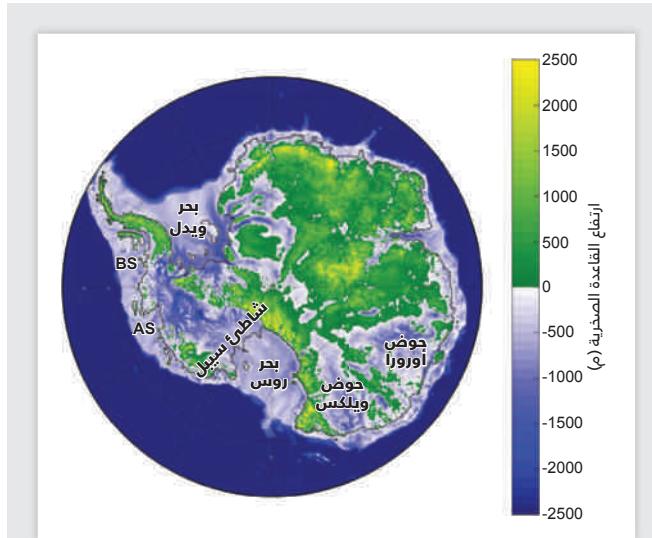 2500
2000
1500
1000
500
0
-500
-1000
-1500
-2000
-2500
ارتفاع القاعدة الصخرية (م)
بحر
ويدل
BS
AS
شاطئ سيبل
بحر
روس
حوض
ويلكس
حوض
أورورا